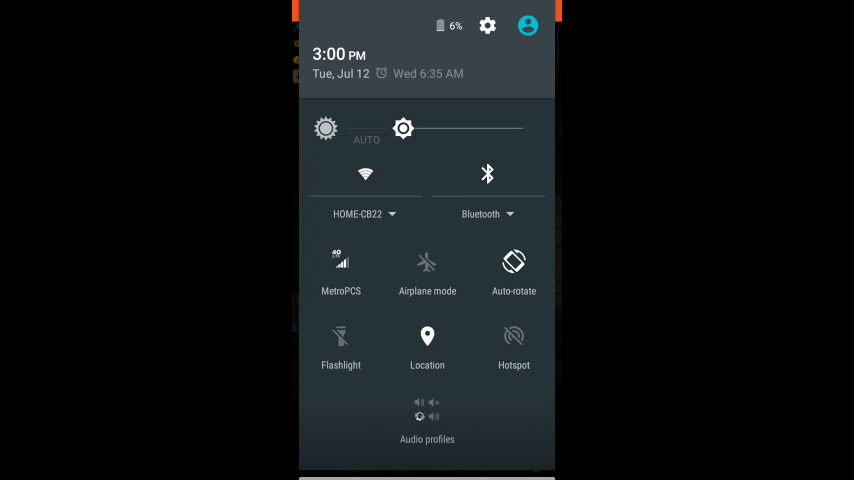 6%
3:00 PM
Tue, Jul 12 Wed 6:35 AM
AUTO
HOME-CB22 Bluetooth
4G
LTE
MetroPCS Airplane mode Auto-rotate
Flashlight Location Hotspot
Audio profiles